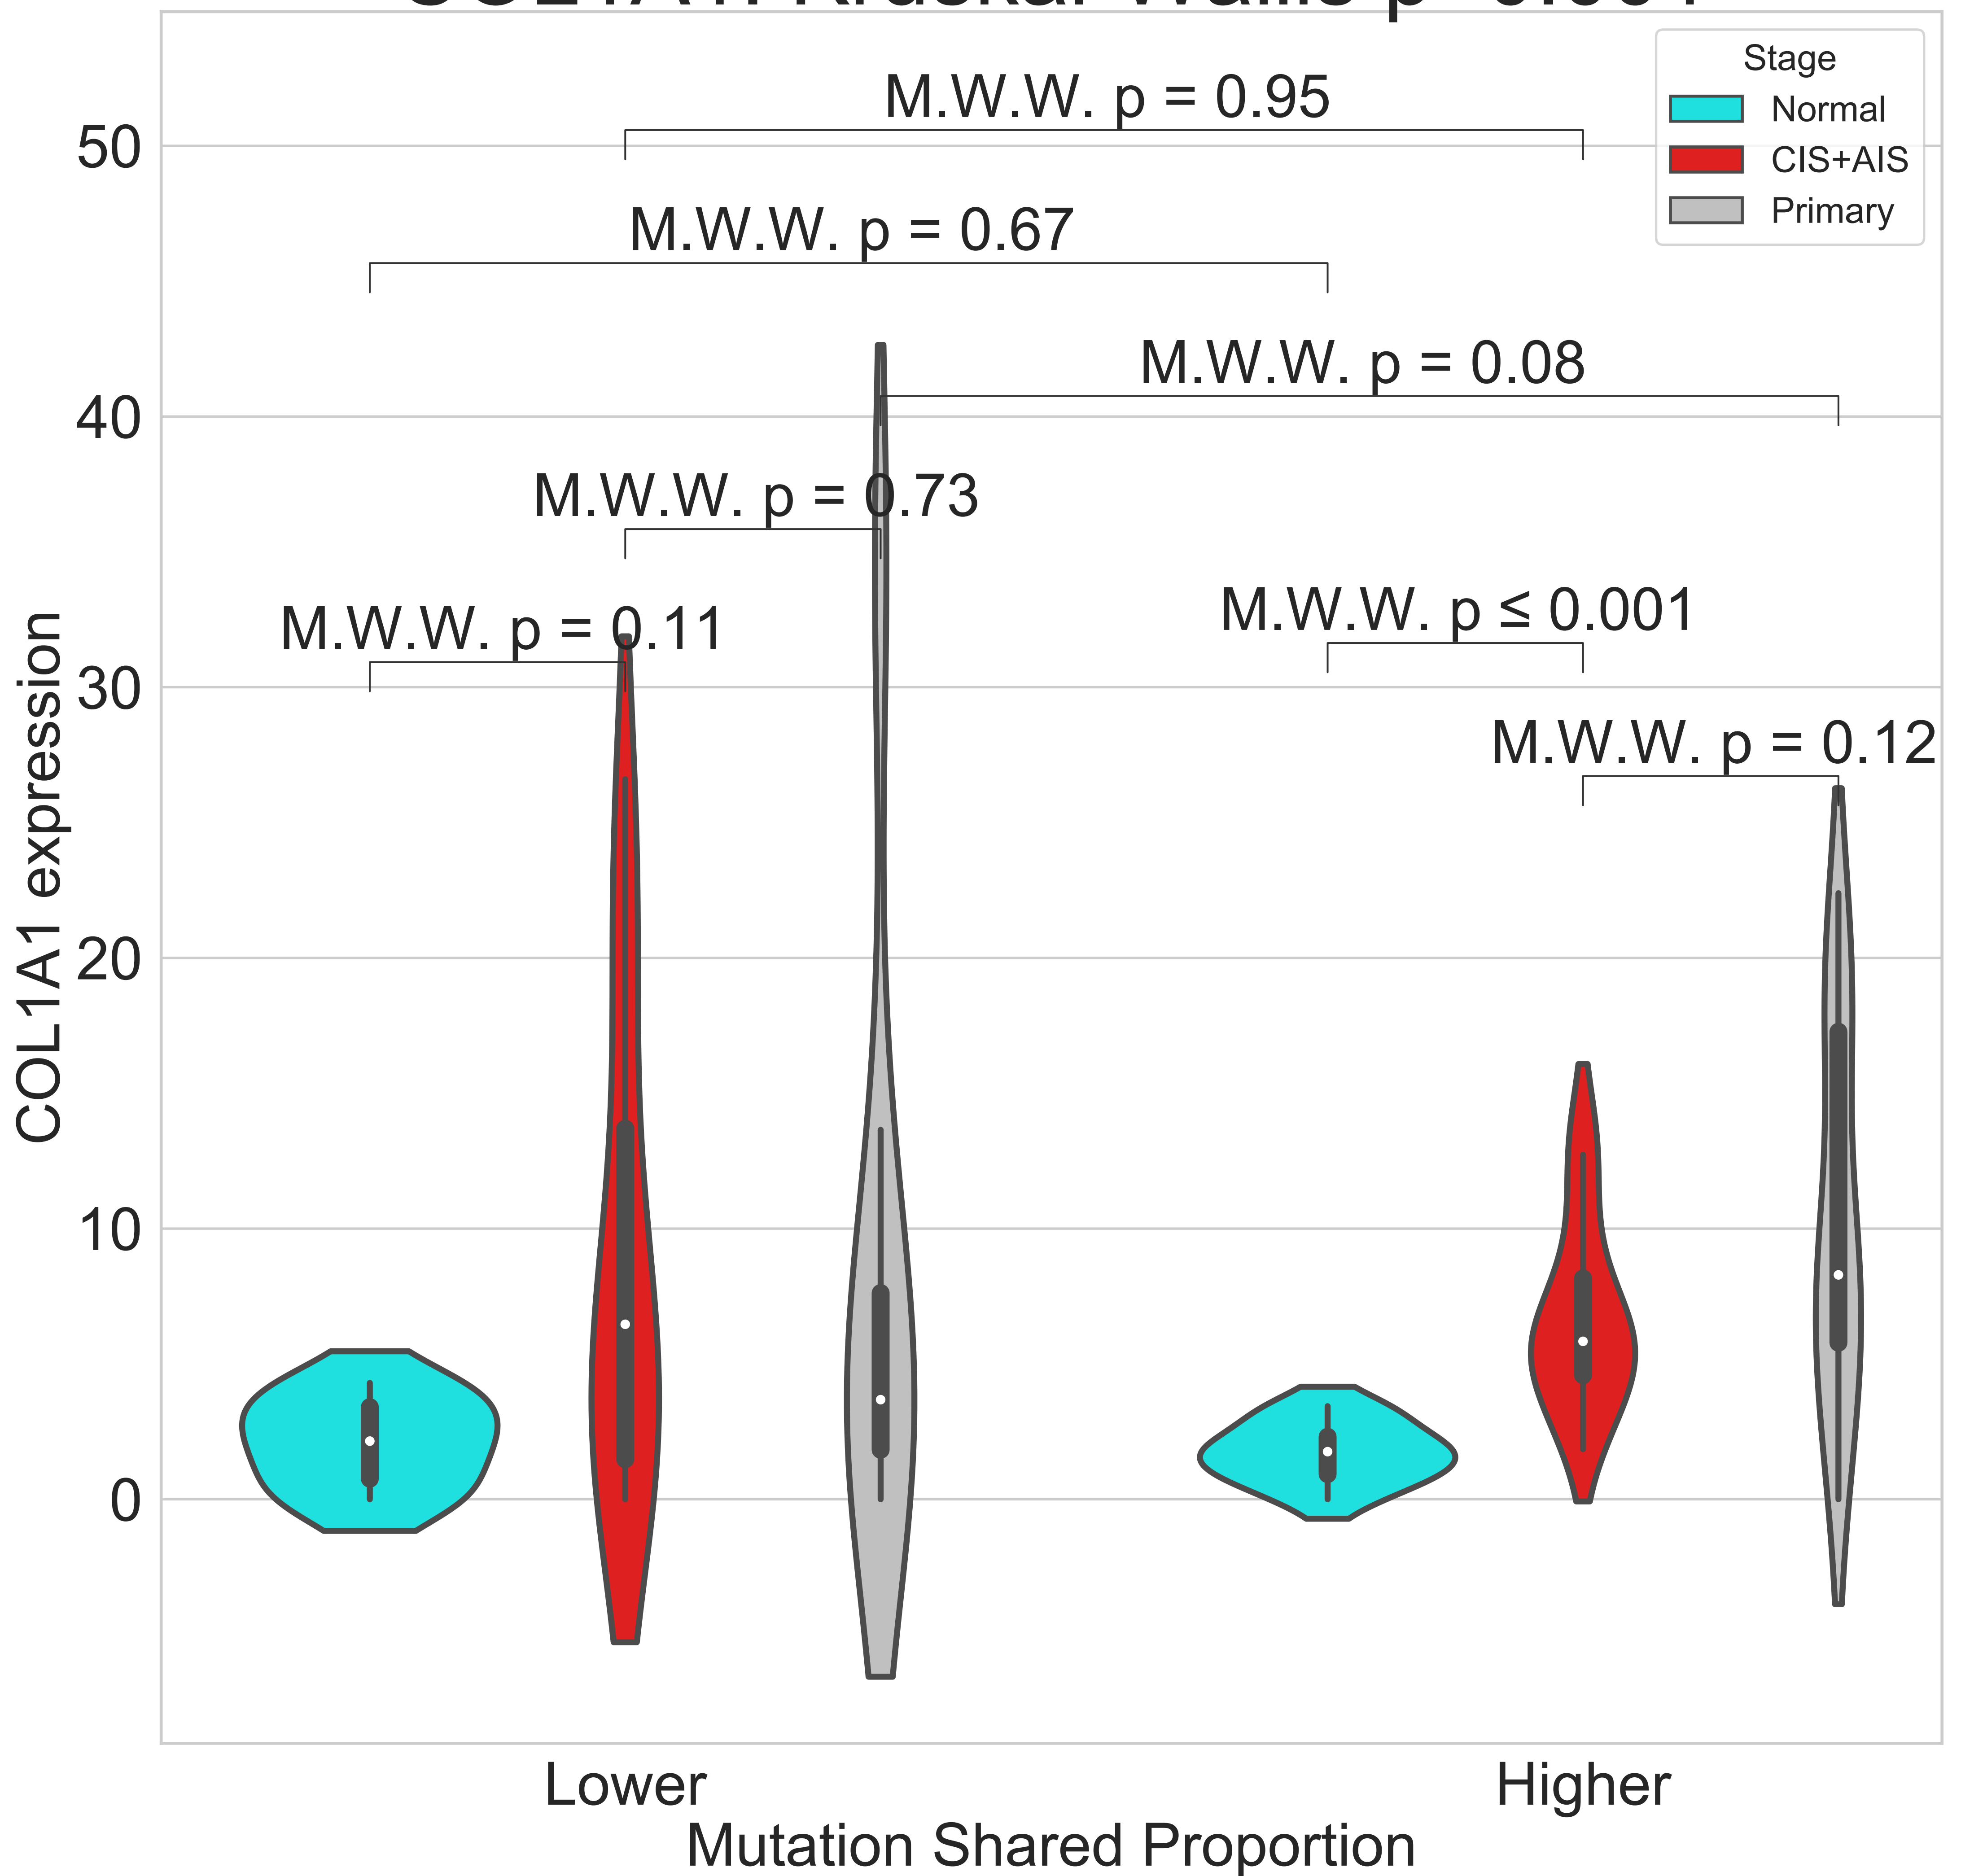 M.W.W. p = 0.95
M.W.W. p = 0.67
M.W.W. p = 0.08
M.W.W. p = 0.73
M.W.W. p = 0.11
M.W.W. p ≤ 0.001
M.W.W. p = 0.12
Stage
Normal
CIS+AIS
Primary
50
40
30
20
10
0
COL1A1 expression
Lower
Higher
Mutation Shared Proportion